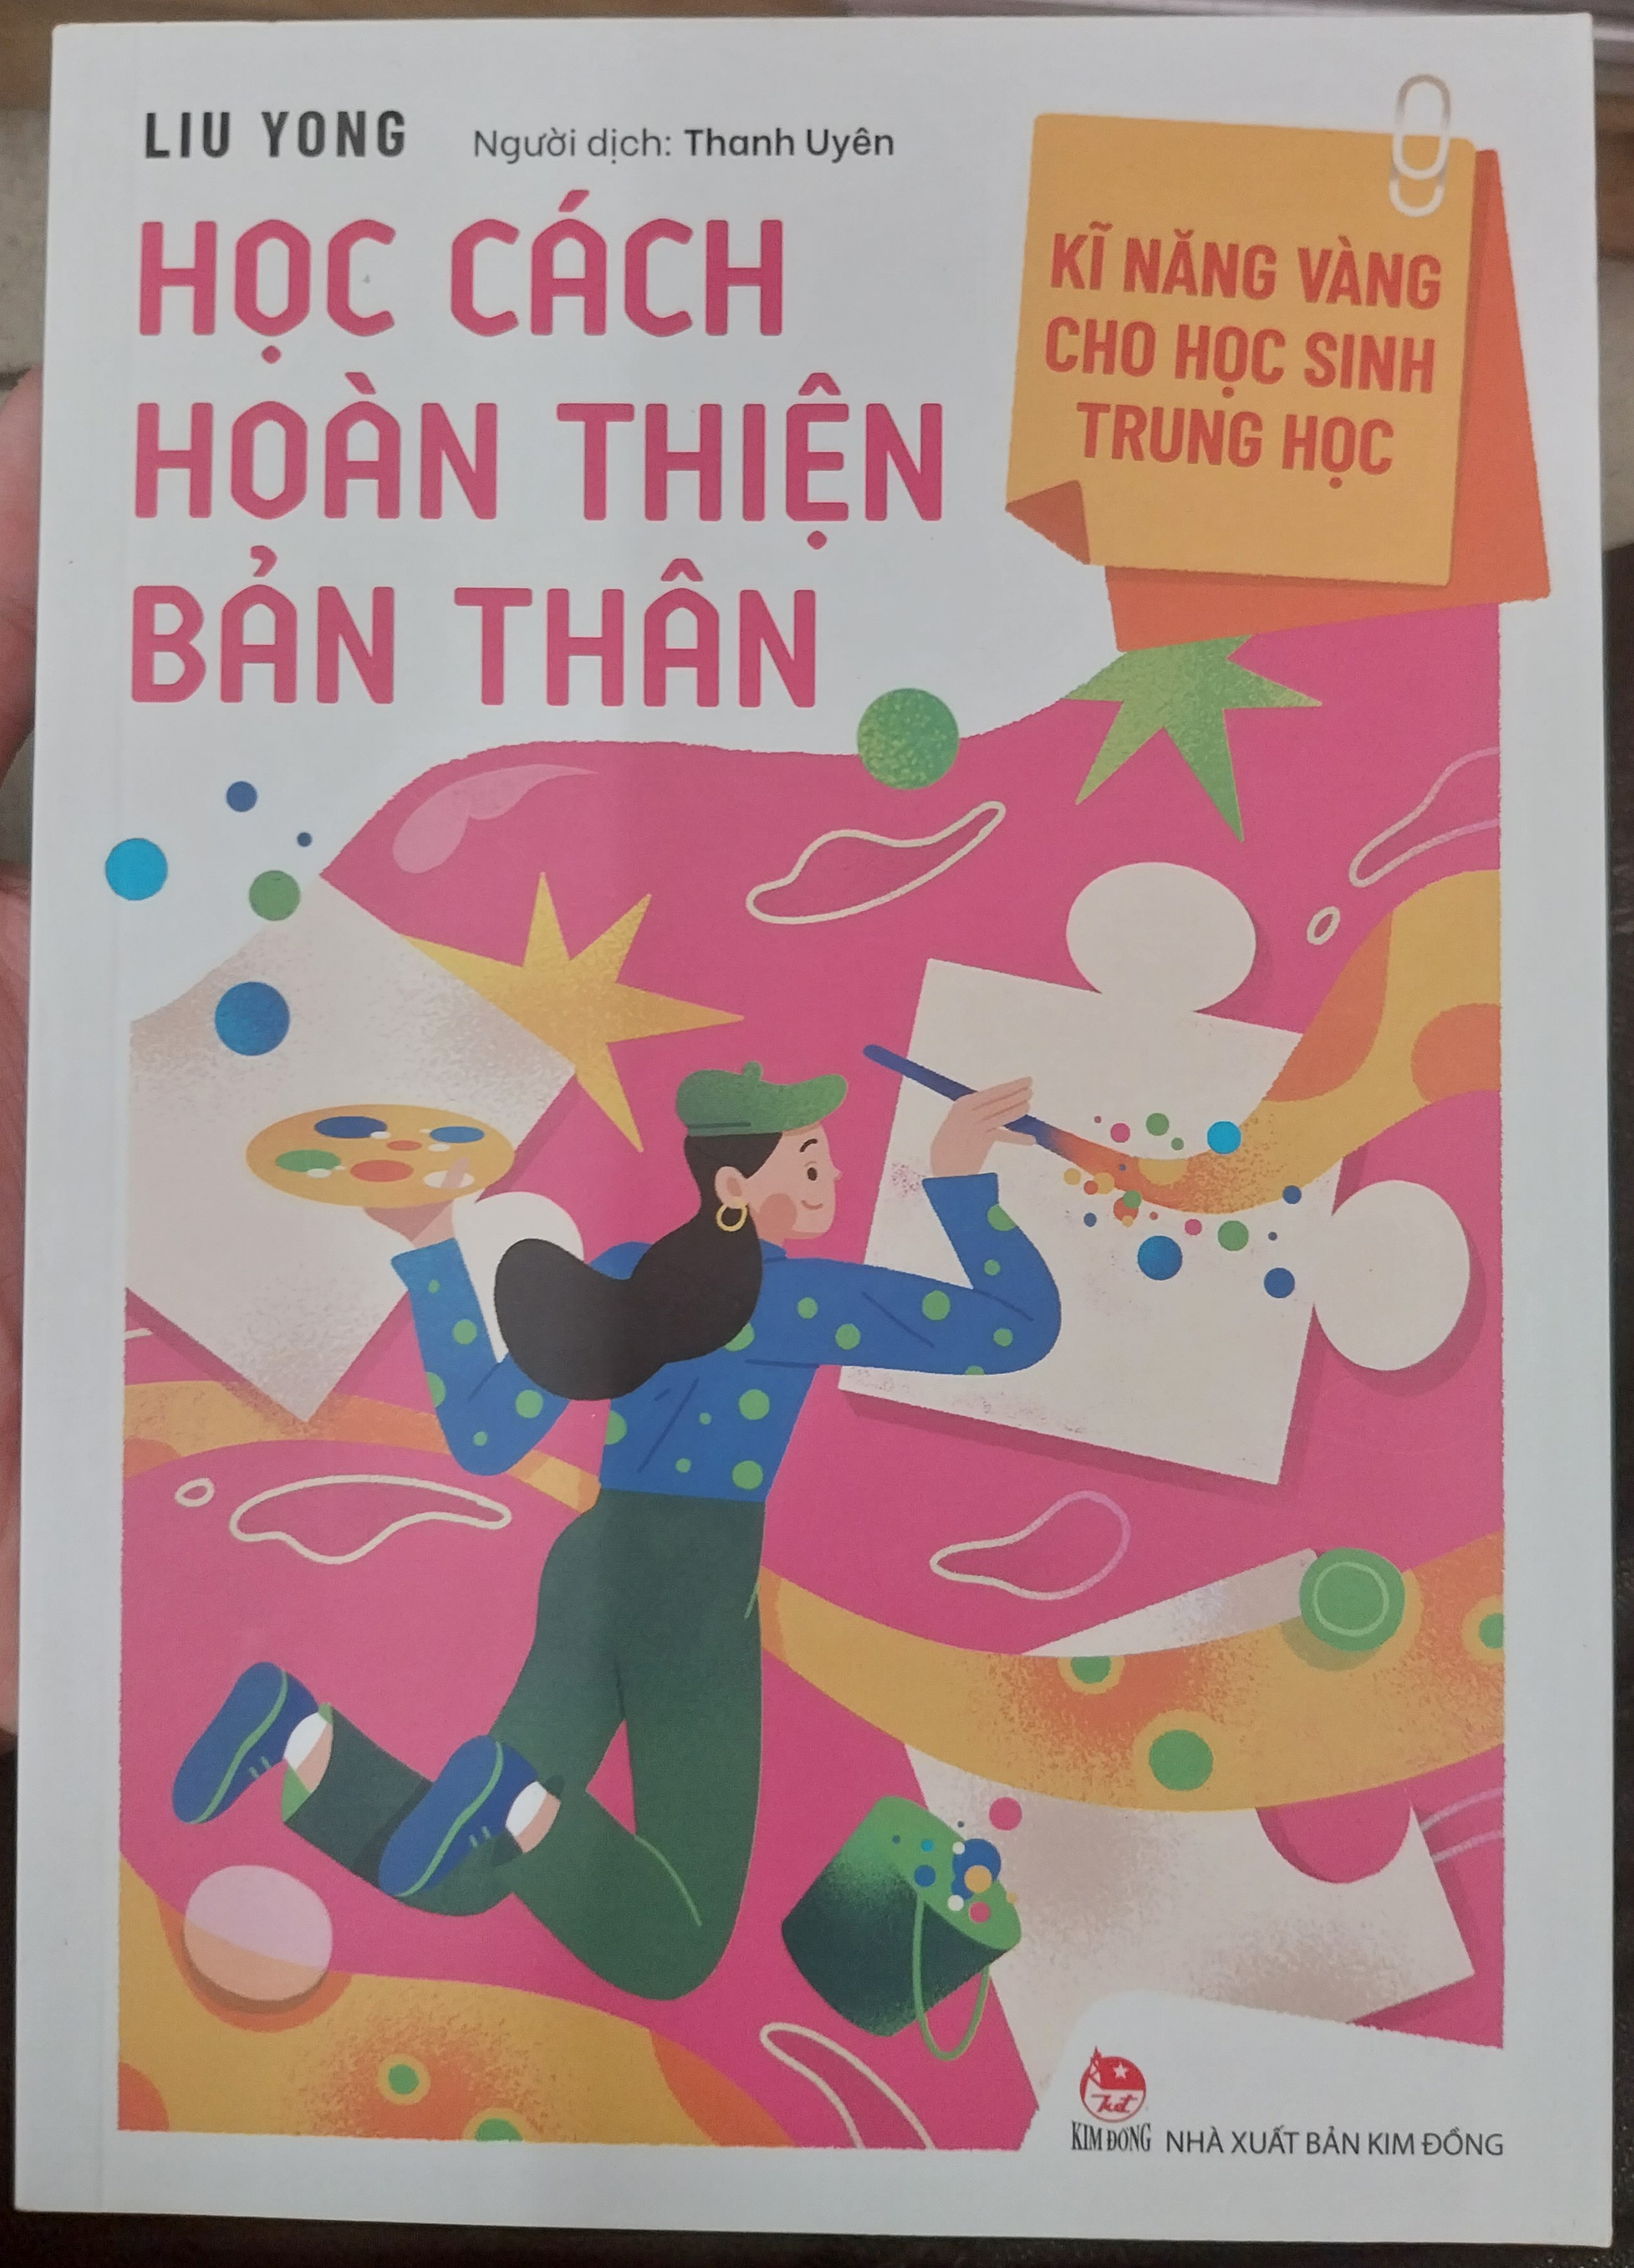 LIU YONG Người dịch: Thanh Uyên
HỌC CÁCH
HOÀN THIỆN
BẢN THÂN
KĨ NĂNG VÀNG
CHO HỌC SINH
TRUNG HỌC
KIM ĐỒNG NHÀ XUẤT BẢN KIM ĐỒNG